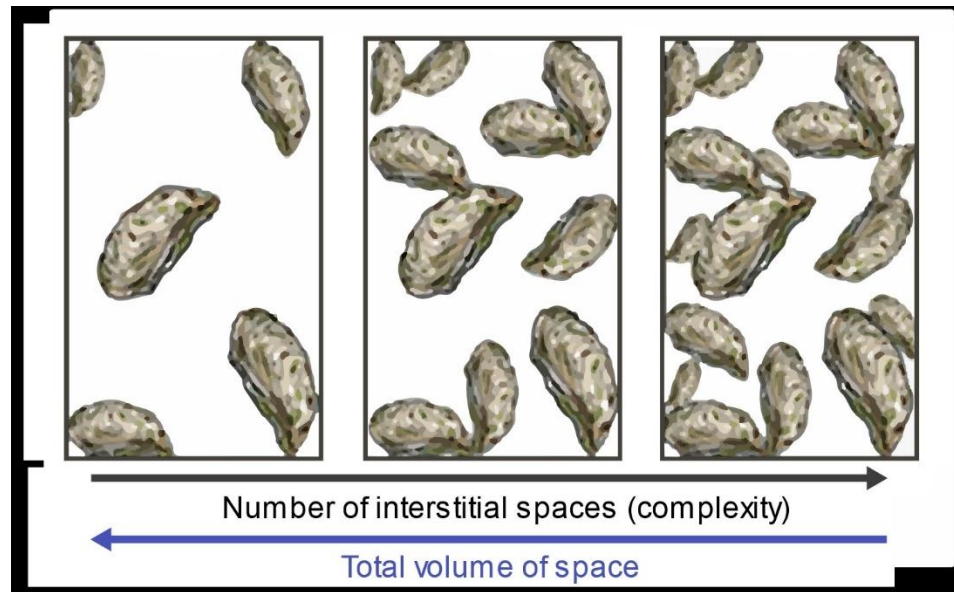 Number of interstitial spaces (complexity)
Total volume of space